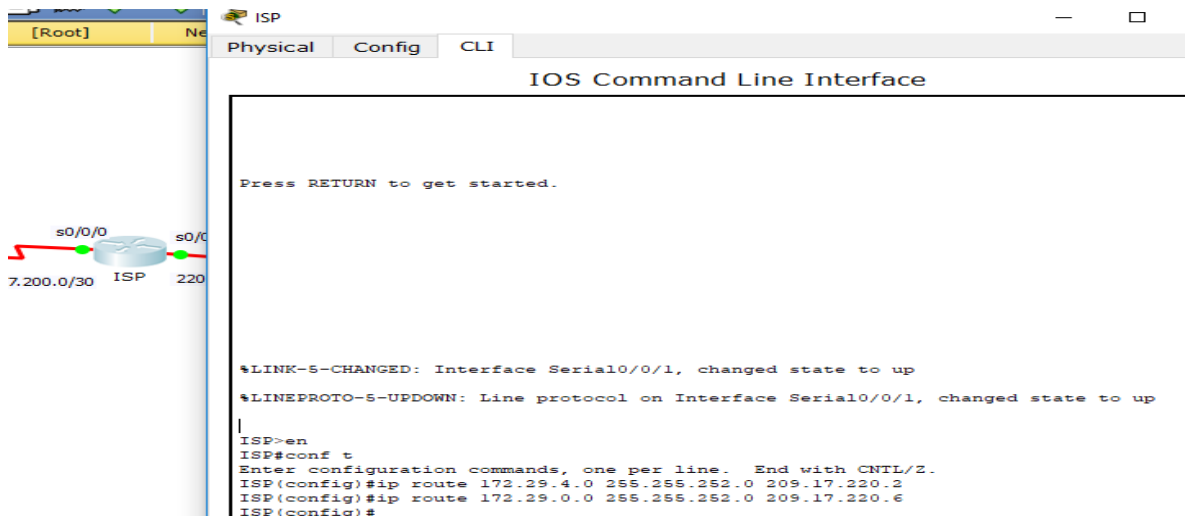 [Root]
Ne
ISP
Physical Config CLI
IOS Command Line Interface
Press RETURN to get started.
s0/0/0
s0/0
7.200.0/30
ISP
220
%LINK-5-CHANGED: Interface Serial0/0/1, changed state to up
%LINEPROTO-5-UPDOWN: Line protocol on Interface Serial0/0/1, changed state to up
ISP>en
ISP#conf t
Enter configuration commands, one per line. End with CNTL/Z.
ISP(config)#ip route 172.29.4.0 255.255.252.0 209.17.220.2
ISP(config)#ip route 172.29.0.0 255.255.252.0 209.17.220.6
ISP(config)#